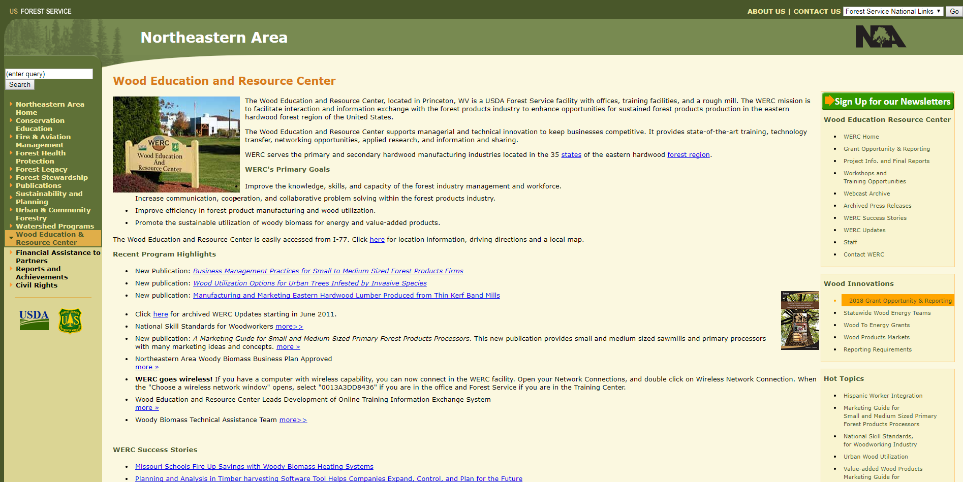 US FOREST SERVICE
ABOUT US | CONTACT US
Forest Service National Links
Go
Northeastern Area
NA
(enter query)
Search
Northeastern Area
Home
Conservation
Education
Fire & Aviation
Management
Forest Health
Protection
Forest Legacy
Forest Stewardship
Publications
Sustainability and
Planning
Urban & Community
Forestry
Watershed Programs
Wood Education &
Resource Center
Financial Assistance to
Partners
Reports and
Achievements
Civil Rights
USDA
Wood Education and Resource Center
WERC
Wood Education
And
Resource Center
The Wood Education and Resource Center, located in Princeton, WV is a USDA Forest Service facility with offices, training facilities, and a rough mill. The WERC mission is
to facilitate interaction and information exchange with the forest products industry to enhance opportunities for sustained forest products production in the eastern
hardwood forest region of the United States.
The Wood Education and Resource Center supports managerial and technical innovation to keep businesses competitive. It provides state-of-the-art training, technology
transfer, networking opportunities, applied research, and information and sharing.
WERC serves the primary and secondary hardwood manufacturing industries located in the 35 states of the eastern hardwood forest region.
WERC's Primary Goals
Improve the knowledge, skills, and capacity of the forest industry management and workforce.
Increase communication, cooperation, and collaborative problem solving within the forest products industry.
Improve efficiency in forest product manufacturing and wood utilization.
Promote the sustainable utilization of woody biomass for energy and value-added products.
The Wood Education and Resource Center is easily accessed from I-77. Click here for location information, driving directions and a local map.
Recent Program Highlights
New Publication: Business Management Practices for Small to Medium Sized Forest Products Firms
New publication: Wood Utilization Options for Urban Trees Infested by Invasive Species
New publication: Manufacturing and Marketing Eastern Hardwood Lumber Produced from Thin Kerf Band Mills
Click here for archived WERC Updates starting in June 2011.
National Skill Standards for Woodworkers more>>
New publication: A Marketing Guide for Small and Medium Sized Primary Forest Products Processors. This new publication provides small and medium sized sawmills and primary processors
with many marketing ideas and concepts. more »
Northeastern Area Woody Biomass Business Plan Approved
more »
WERC goes wireless! If you have a computer with wireless capability, you can now connect in the WERC facility. Open your Network Connections, and double click on Wireless Network Connection. When
the "Choose a wireless network window" opens, select "0013A3DD8436" if you are in the office and Forest Service if you are in the Training Center.
Wood Education and Resource Center Leads Development of Online Training Information Exchange System
more »
Woody Biomass Technical Assistance Team more>>
WERC Success Stories
Missouri Schools Fire Up Savings with Woody Biomass Heating Systems
Planning and Analysis in Timber harvesting Software Tool Helps Companies Expand, Control, and Plan for the Future
Sign Up for our Newsletters
Wood Education Resource Center
WERC Home
Grant Opportunity & Reporting
Project Info. and Final Reports
Workshops and
Training Opportunities
Webcast Archive
Archived Press Releases
WERC Success Stories
WERC Updates
Staff
Contact WERC
Wood Innovations
2018 Grant Opportunity & Reporting
Statewide Wood Energy Teams
Wood To Energy Grants
Wood Products Markets
Reporting Requirements
Hot Topics
Hispanic Worker Integration
Marketing Guide for
Small and Medium Sized Primary
Forest Products Processors
National Skill Standards,
for Woodworking Industry
Urban Wood Utilization
Value-added Wood Products
Marketing Guide for